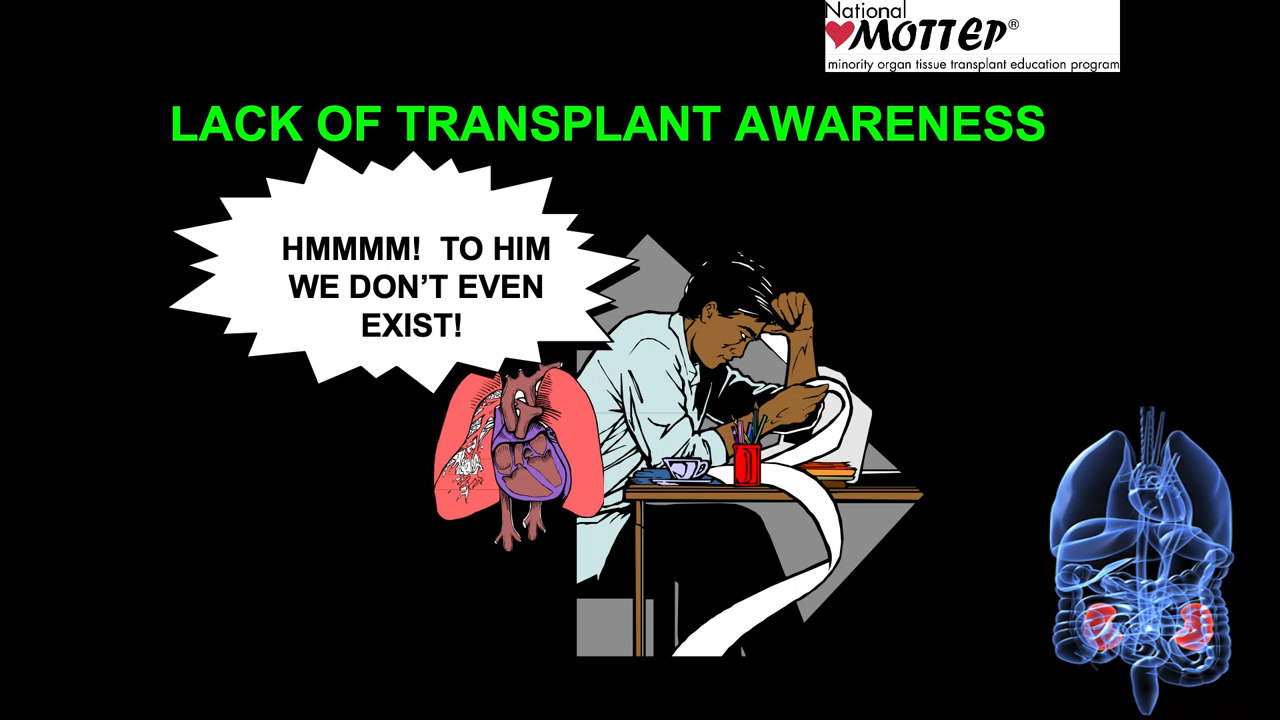 National
MOTTEP®
minority organ tissue transplant education program
LACK OF TRANSPLANT AWARENESS
HMMMM!  TO HIM
WE DON’T EVEN
EXIST!